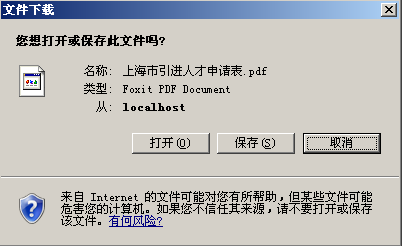 文件下载
您想打开或保存此文件吗?
名称: 上海市引进人才申请表.pdf
类型: Foxit PDF Document
从: localhost
打开(O) 保存(S) 取消
来自 Internet 的文件可能对您有所帮助,但某些文件可能
危害您的计算机。如果您不信任其来源,请不要打开或保存
该文件。有何风险?